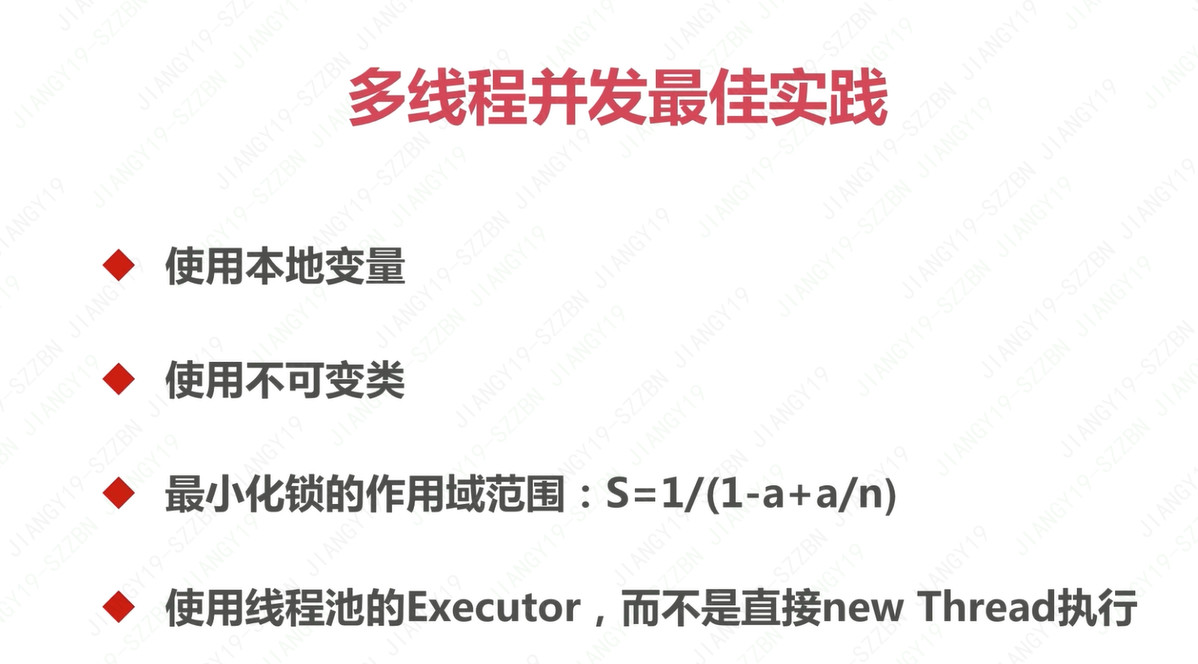 多线程并发最佳实践
使用本地变量
使用不可变类
最小化锁的作用域范围：S=1/(1-a+a/n)
使用线程池的Executor，而不是直接new Thread执行
JIANGY19-SZZBN